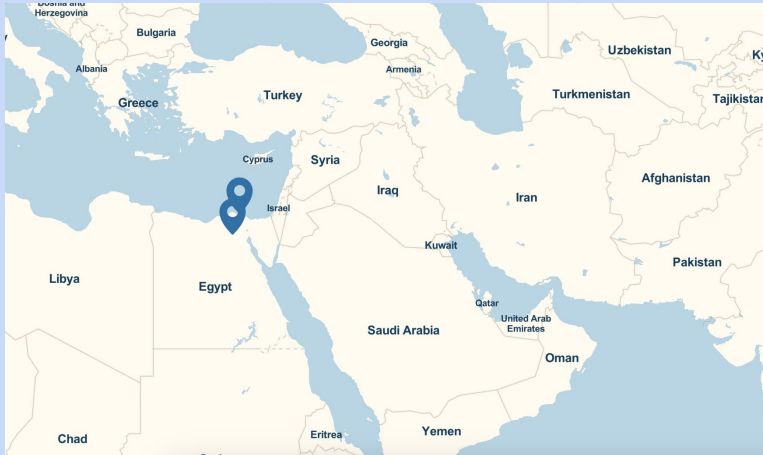 Bosnia and
Herzegovina
Bulgaria
Georgia
Uzbekistan
Ky
Albania
Armenia
Greece
Turkey
Turkmenistan
Tajikistan
Cyprus
Syria
Afghanistan
Iraq
Iran
Israel
Kuwait
Pakistan
Libya
Egypt
Qatar
United Arab
Emirates
Saudi Arabia
Oman
Chad
Eritrea
Yemen